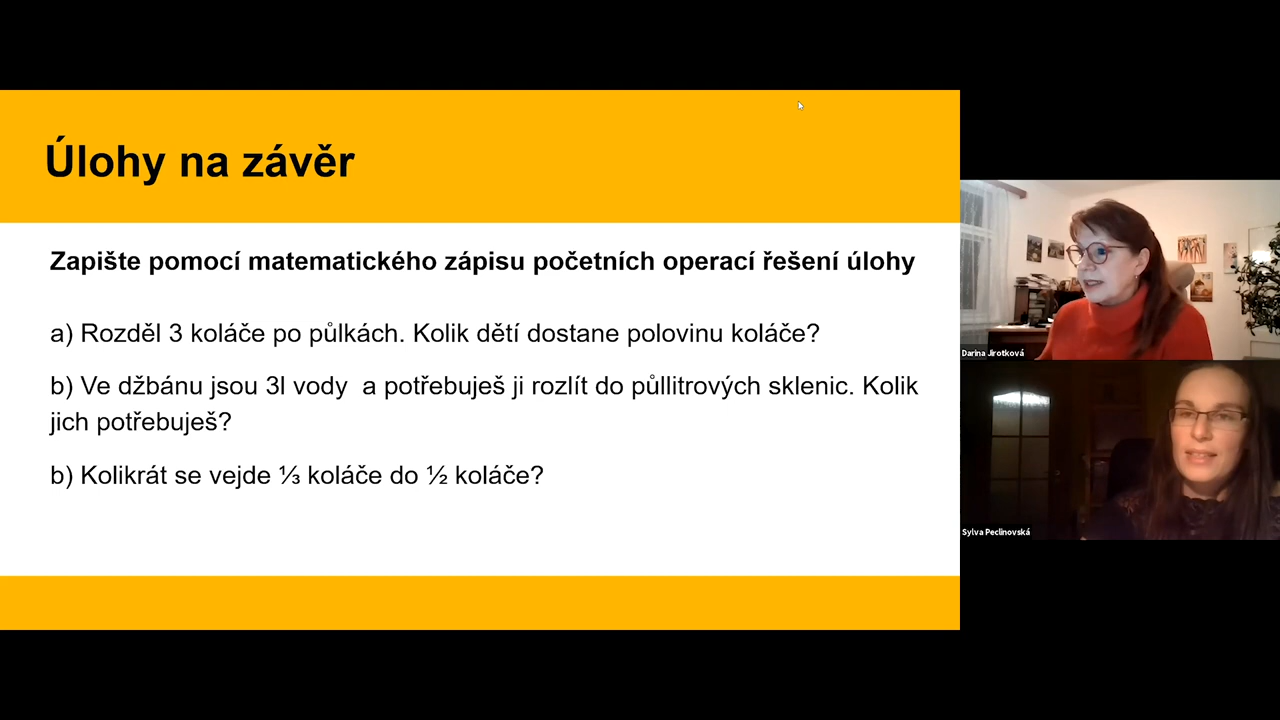 Úlohy na závěr
Zapište pomocí matematického zápisu početních operací řešení úlohy
a) Rozděl 3 koláče po půlkách. Kolik dětí dostane polovinu koláče?
b) Ve džbánu jsou 3l vody  a potřebuješ ji rozlít do půllitrových sklenic. Kolik
jich potřebuješ?
b) Kolikrát se vejde ⅓ koláče do ½ koláče?
Darina Jirotková
Sylva Peclinovská